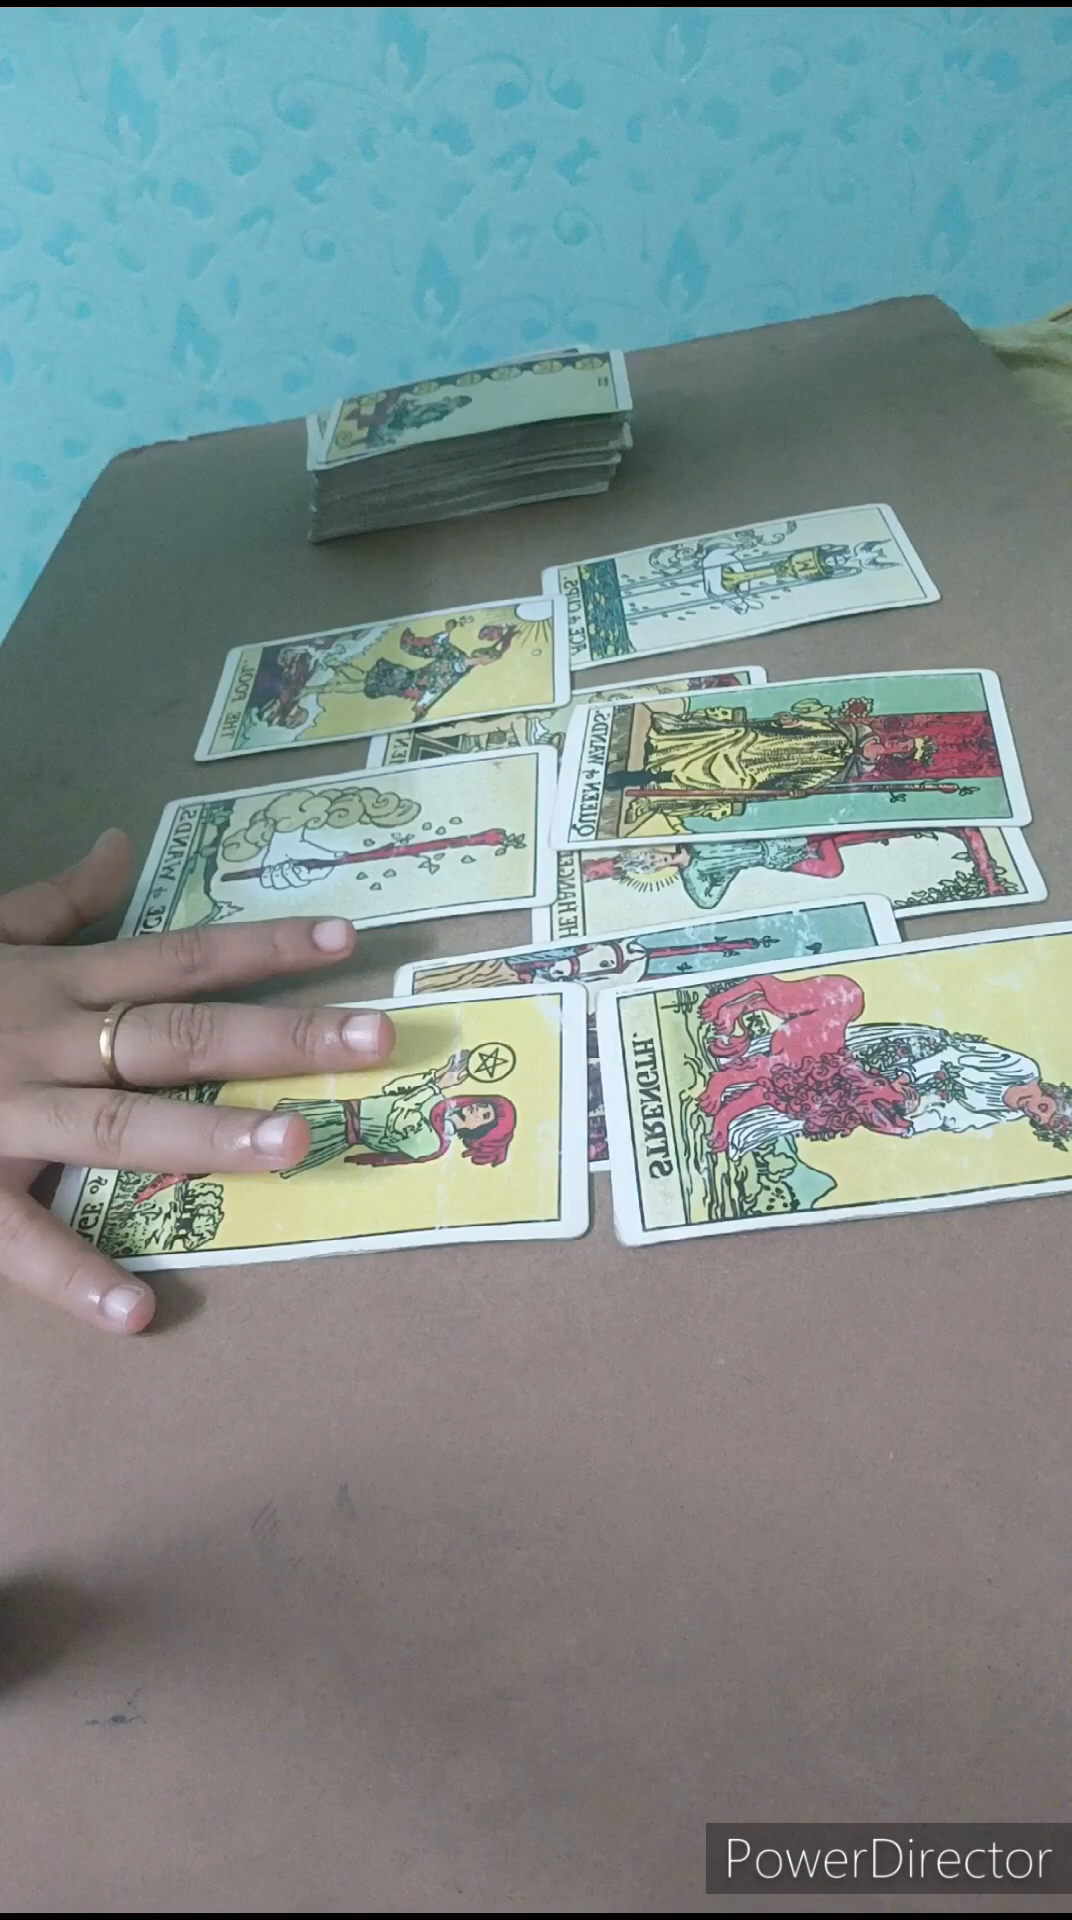 ACE of CUPS.
THE FOOL.
QUEEN of WANDS.
ACE of WANDS
THE HANGED
STRENGTH.
M
PowerDirector